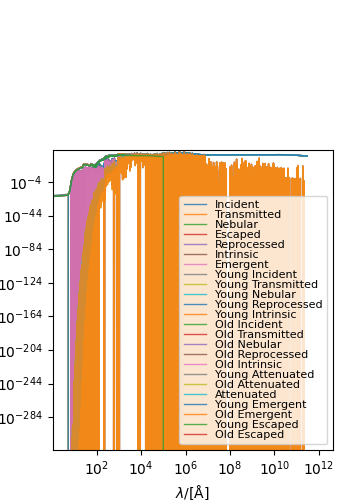 10^-4
10^-44
10^-84
10^-124
10^-164
10^-204
10^-244
10^-284
Incident
Transmitted
Nebular
Escaped
Reprocessed
Intrinsic
Emergent
Young Incident
Young Transmitted
Young Nebular
Young Reprocessed
Young Intrinsic
Old Incident
Old Transmitted
Old Nebular
Old Reprocessed
Old Intrinsic
Young Attenuated
Old Attenuated
Attenuated
Young Emergent
Old Emergent
Young Escaped
Old Escaped
10^2 10^4 10^6 10^8 10^10 10^12
λ/[Å]